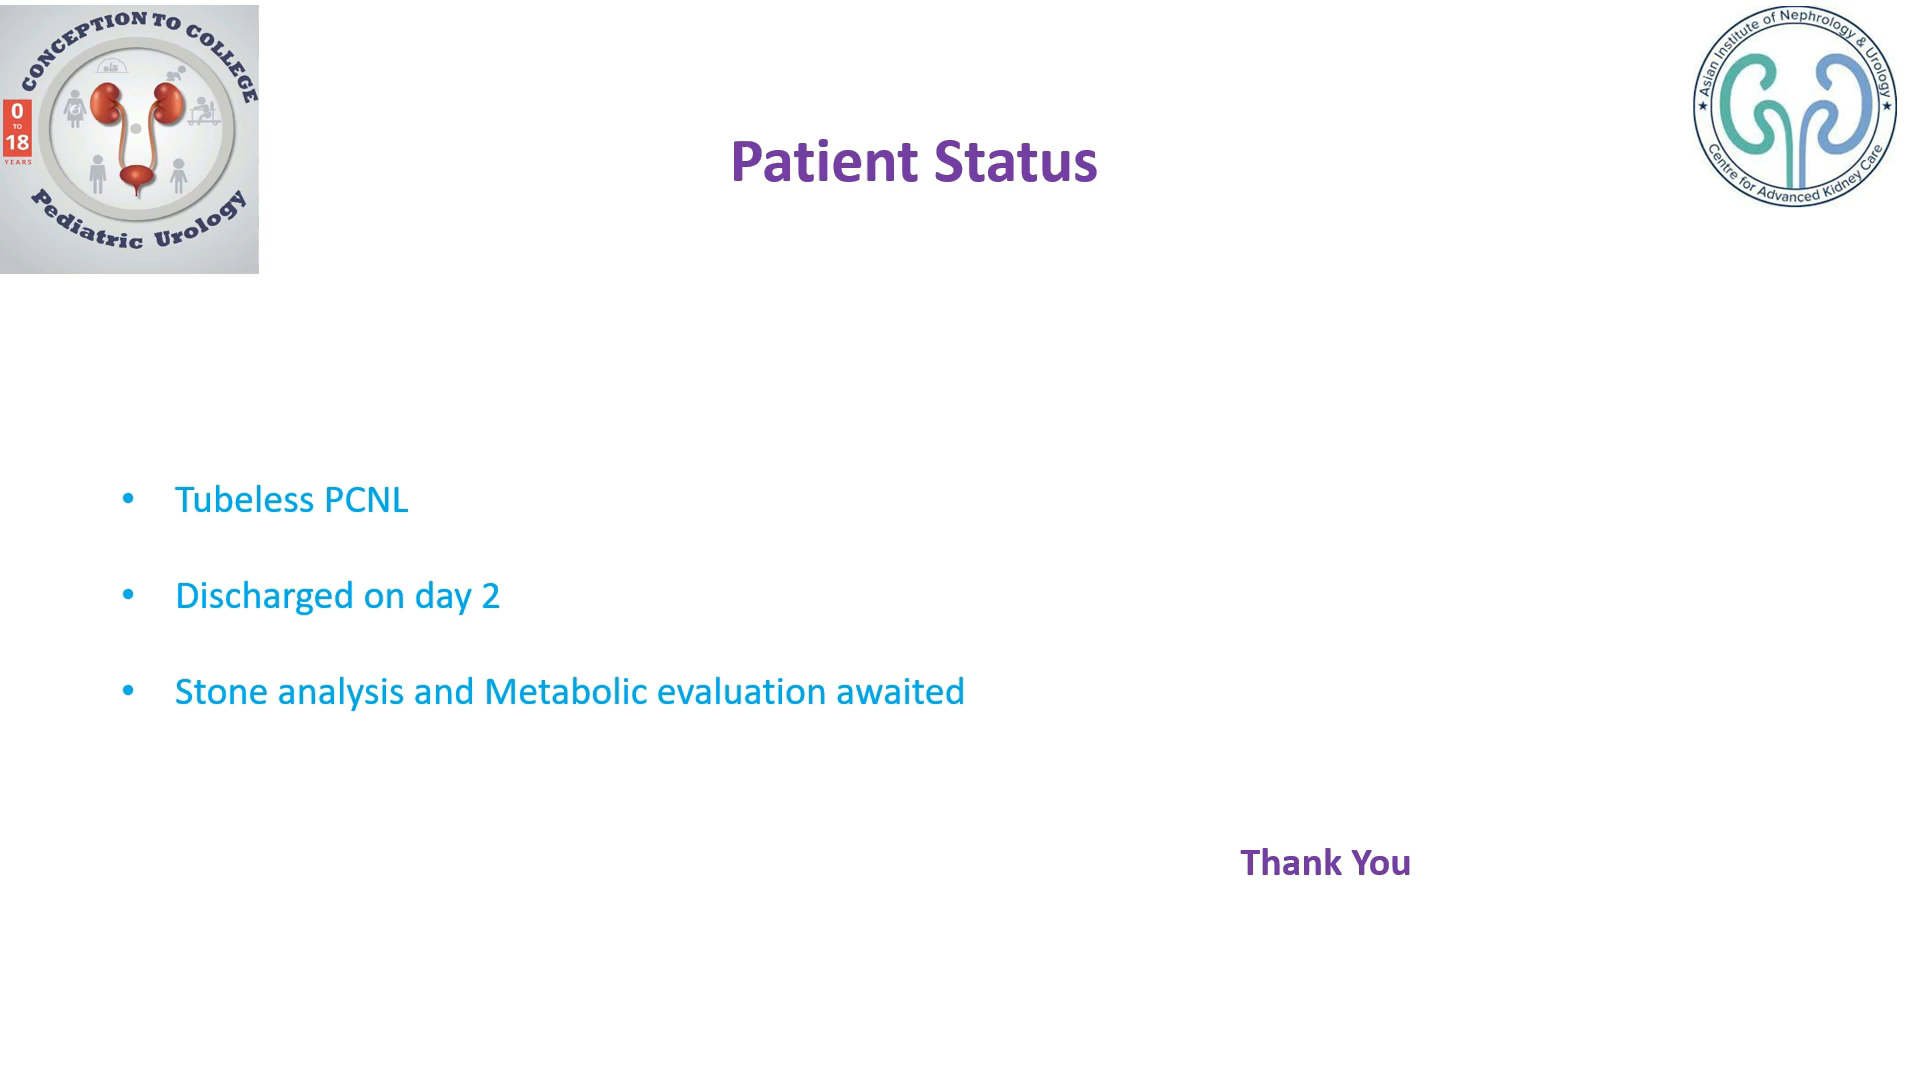 CONCEPTION TO COLLEGE
0
TO
18
YEARS
Pediatric Urology
Asian Institute of Nephrology & Urology
Centre for Advanced Kidney Care
Patient Status
• Tubeless PCNL
• Discharged on day 2
• Stone analysis and Metabolic evaluation awaited
Thank You